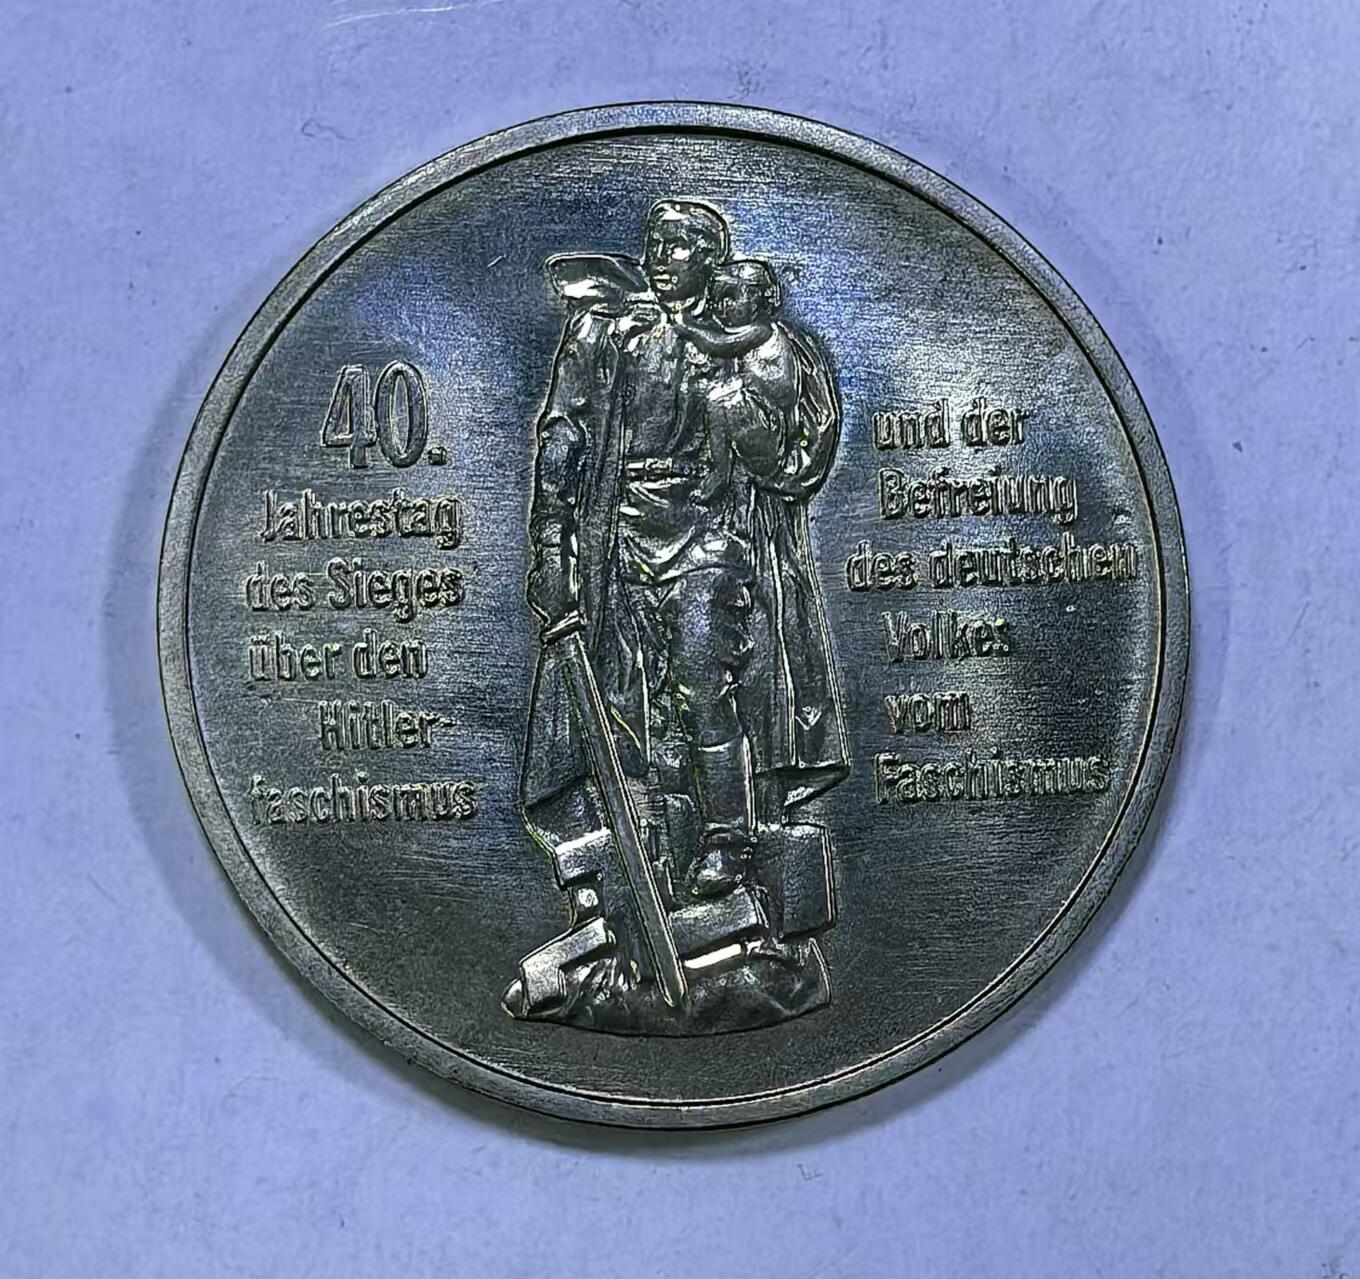 40.
Jahrestag
des Sieges
über den
Hitler-
faschismus
und der
Befreiung
des deutschen
Volkes
vom
Faschismus